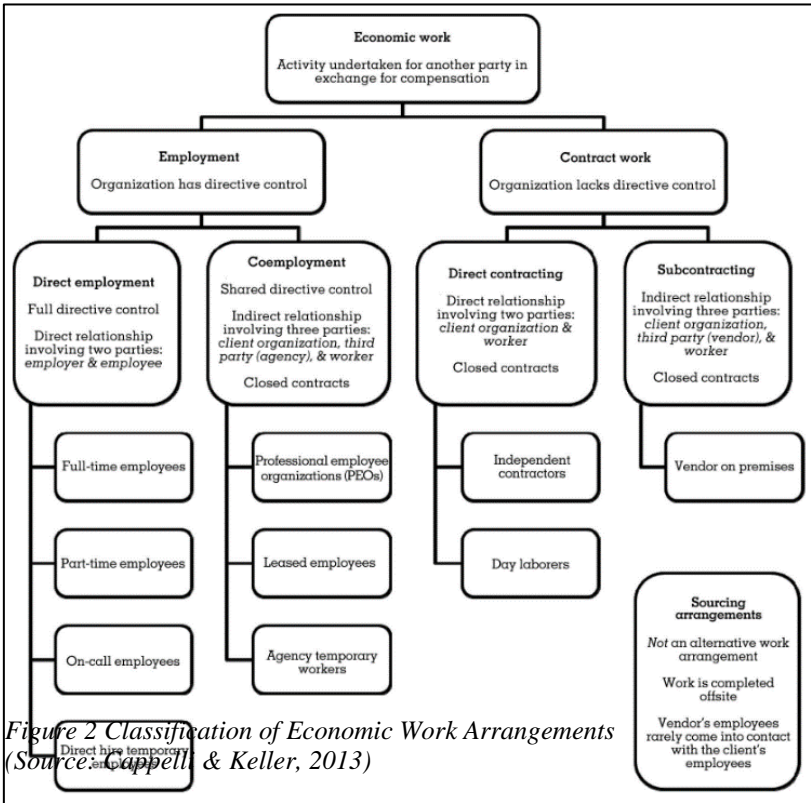 Economic work
Activity undertaken for another party in
exchange for compensation
Employment
Organization has directive control
Contract work
Organization lacks directive control
Direct employment
Full directive control
Direct relationship
involving two parties:
employer & employee
Coemployment
Shared directive control
Indirect relationship
involving three parties:
client organization, third
party (agency), & worker
Closed contracts
Direct contracting
Direct relationship
involving two parties:
client organization &
worker
Closed contracts
Subcontracting
Indirect relationship
involving three parties:
client organization,
third party (vendor), &
worker
Closed contracts
Full-time employees
Professional employee
organizations (PEOs)
Independent
contractors
Vendor on premises
Part-time employees
Leased employees
Day laborers
On-call employees
Agency temporary
workers
Sourcing
arrangements
Not an alternative work
arrangement
Work is completed
offsite
Vendor's employees
rarely come into contact
with the client's
employees
Direct hire temporary
employees
Figure 2 Classification of Economic Work Arrangements
(Source: Cappelli & Keller, 2013)